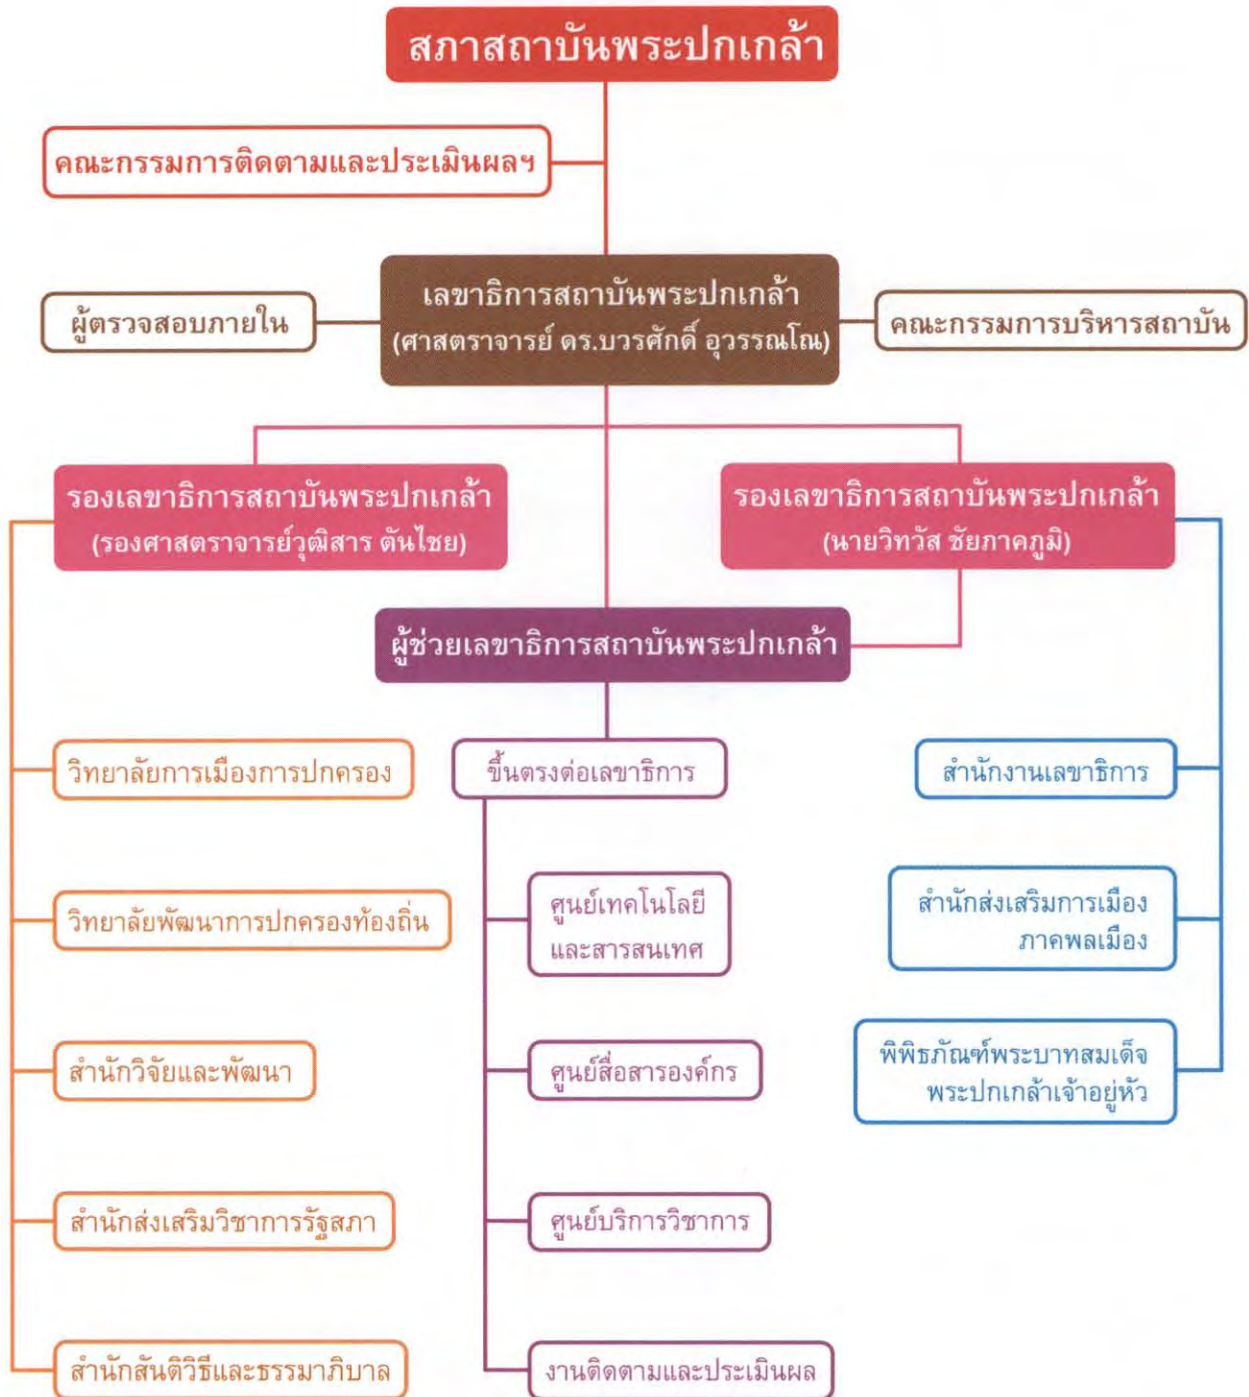 สภาสถาบันพระปกเกล้า
คณะกรรมการติดตามและประเมินผลฯ
เลขาธิการสถาบันพระปกเกล้า
(ศาสตราจารย์ ดร.บวรศักดิ์ อุวรรณโณ)
ผู้ตรวจสอบภายใน
คณะกรรมการบริหารสถาบัน
รองเลขาธิการสถาบันพระปกเกล้า
(รองศาสตราจารย์วุฒิสาร ตันไชย)
รองเลขาธิการสถาบันพระปกเกล้า
(นายวิทวัส ชัยภาคภูมิ)
ผู้ช่วยเลขาธิการสถาบันพระปกเกล้า
วิทยาลัยการเมืองการปกครอง
วิทยาลัยพัฒนาการปกครองท้องถิ่น
สำนักวิจัยและพัฒนา
สำนักส่งเสริมวิชาการรัฐสภา
สำนักสันติวิธีและธรรมาภิบาล
ขึ้นตรงต่อเลขาธิการ
ศูนย์เทคโนโลยี
และสารสนเทศ
ศูนย์สื่อสารองค์กร
ศูนย์บริการวิชาการ
งานติดตามและประเมินผล
สำนักงานเลขาธิการ
สำนักส่งเสริมการเมือง
ภาคพลเมือง
พิพิธภัณฑ์พระบาทสมเด็จ
พระปกเกล้าเจ้าอยู่หัว